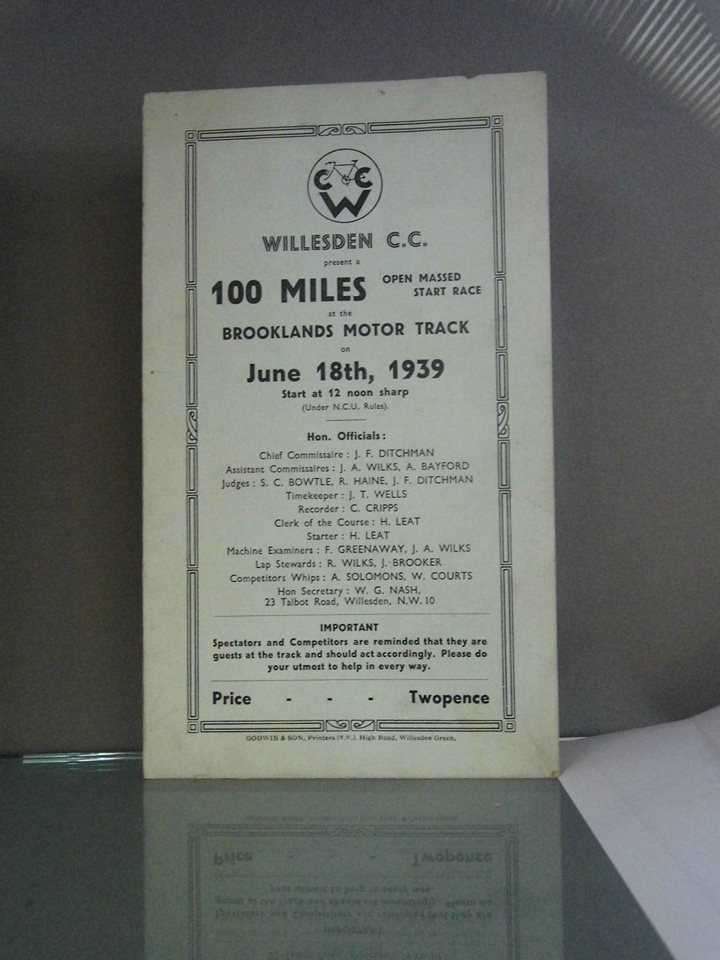 C C
W
WILLESDEN C.C.
present a
100 MILES OPEN MASSED START RACE
at the
BROOKLANDS MOTOR TRACK
on
June 18th, 1939
Start at 12 noon sharp
(Under N.C.U. Rules).
Hon. Officials :
Chief Commissaire : J. F. DITCHMAN
Assistant Commissaires : J. A. WILKS, A. BAYFORD
Judges : S. C. BOWTLE, R. HAINE, J. F. DITCHMAN
Timekeeper : J. T. WELLS
Recorder : C. CRIPPS
Clerk of the Course : H. LEAT
Starter : H. LEAT
Machine Examiners : F. GREENAWAY, J. A. WILKS
Lap Stewards : R. WILKS, J. BROOKER
Competitors Whips : A. SOLOMONS, W. COURTS
Hon Secretary : W. G. NASH,
23 Talbot Road, Willesden, N.W. 10
IMPORTANT
Spectators and Competitors are reminded that they are
guests at the track and should act accordingly. Please do
your utmost to help in every way.
Price - - - Twopence
GODWIN & SON, Printers (T.U.), High Road, Willesden Green.